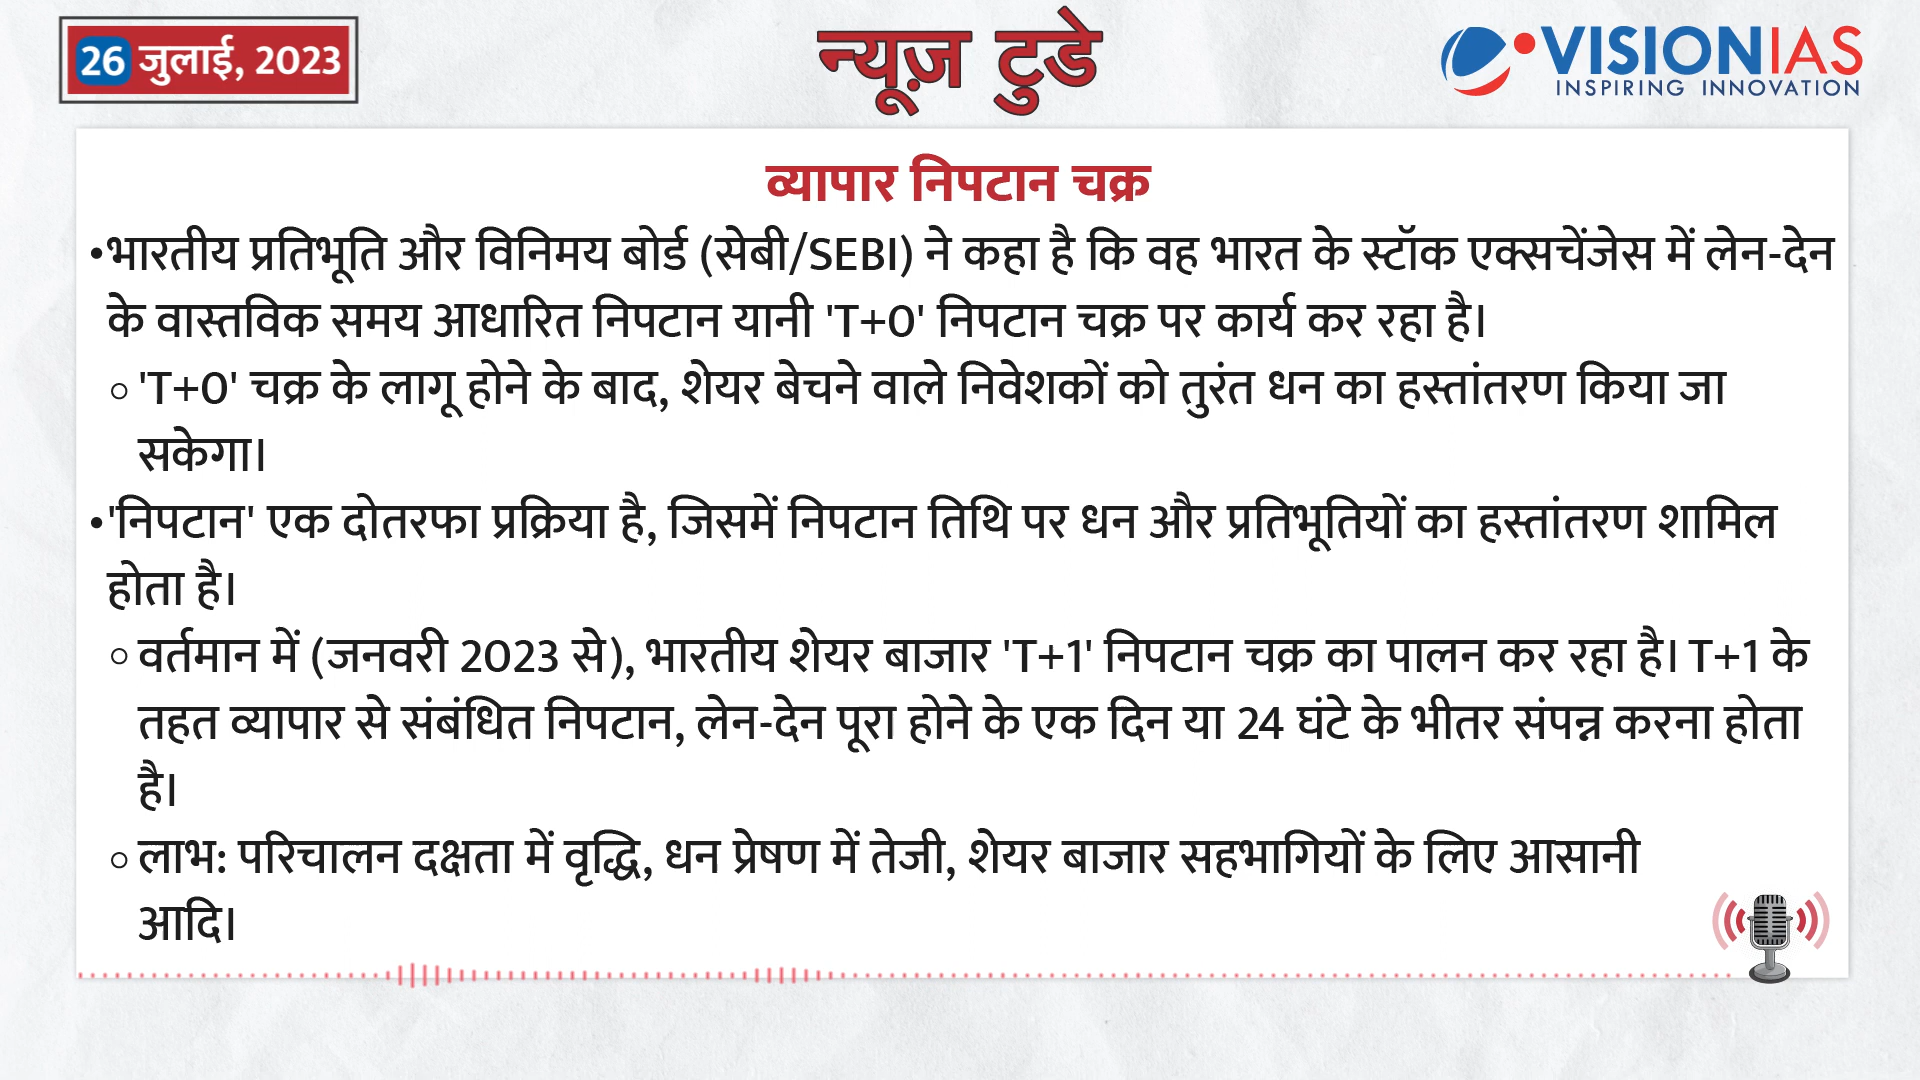 26 जुलाई, 2023
न्यूज़ टुडे
VISIONIAS
INSPIRING INNOVATION
व्यापार निपटान चक्र
•भारतीय प्रतिभूति और विनिमय बोर्ड (सेबी/SEBI) ने कहा है कि वह भारत के स्टॉक एक्सचेंजेस में लेन-देन
के वास्तविक समय आधारित निपटान यानी 'T+0' निपटान चक्र पर कार्य कर रहा है।
○ 'T+0' चक्र के लागू होने के बाद, शेयर बेचने वाले निवेशकों को तुरंत धन का हस्तांतरण किया जा
सकेगा।
•'निपटान' एक दोतरफा प्रक्रिया है, जिसमें निपटान तिथि पर धन और प्रतिभूतियों का हस्तांतरण शामिल
होता है।
○ वर्तमान में (जनवरी 2023 से), भारतीय शेयर बाजार 'T+1' निपटान चक्र का पालन कर रहा है। T+1 के
तहत व्यापार से संबंधित निपटान, लेन-देन पूरा होने के एक दिन या 24 घंटे के भीतर संपन्न करना होता
है।
○ लाभ: परिचालन दक्षता में वृद्धि, धन प्रेषण में तेजी, शेयर बाजार सहभागियों के लिए आसानी
आदि।